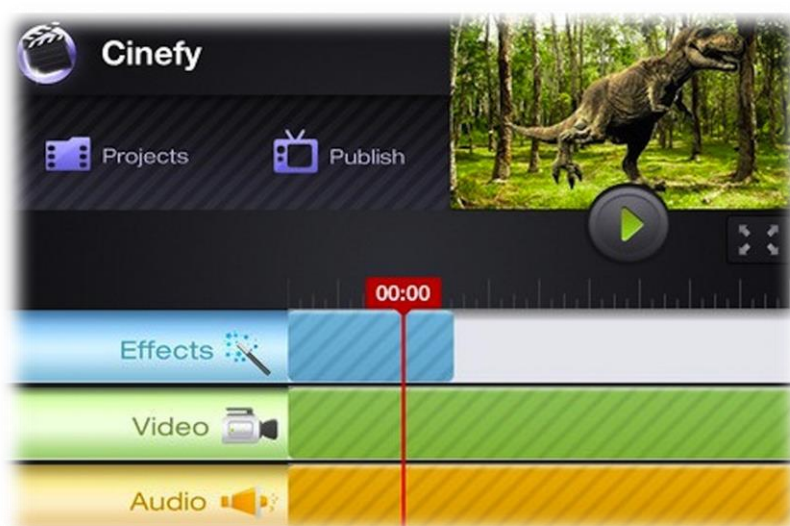 Cinefy
Projects
Publish
00:00
Effects
Video
Audio